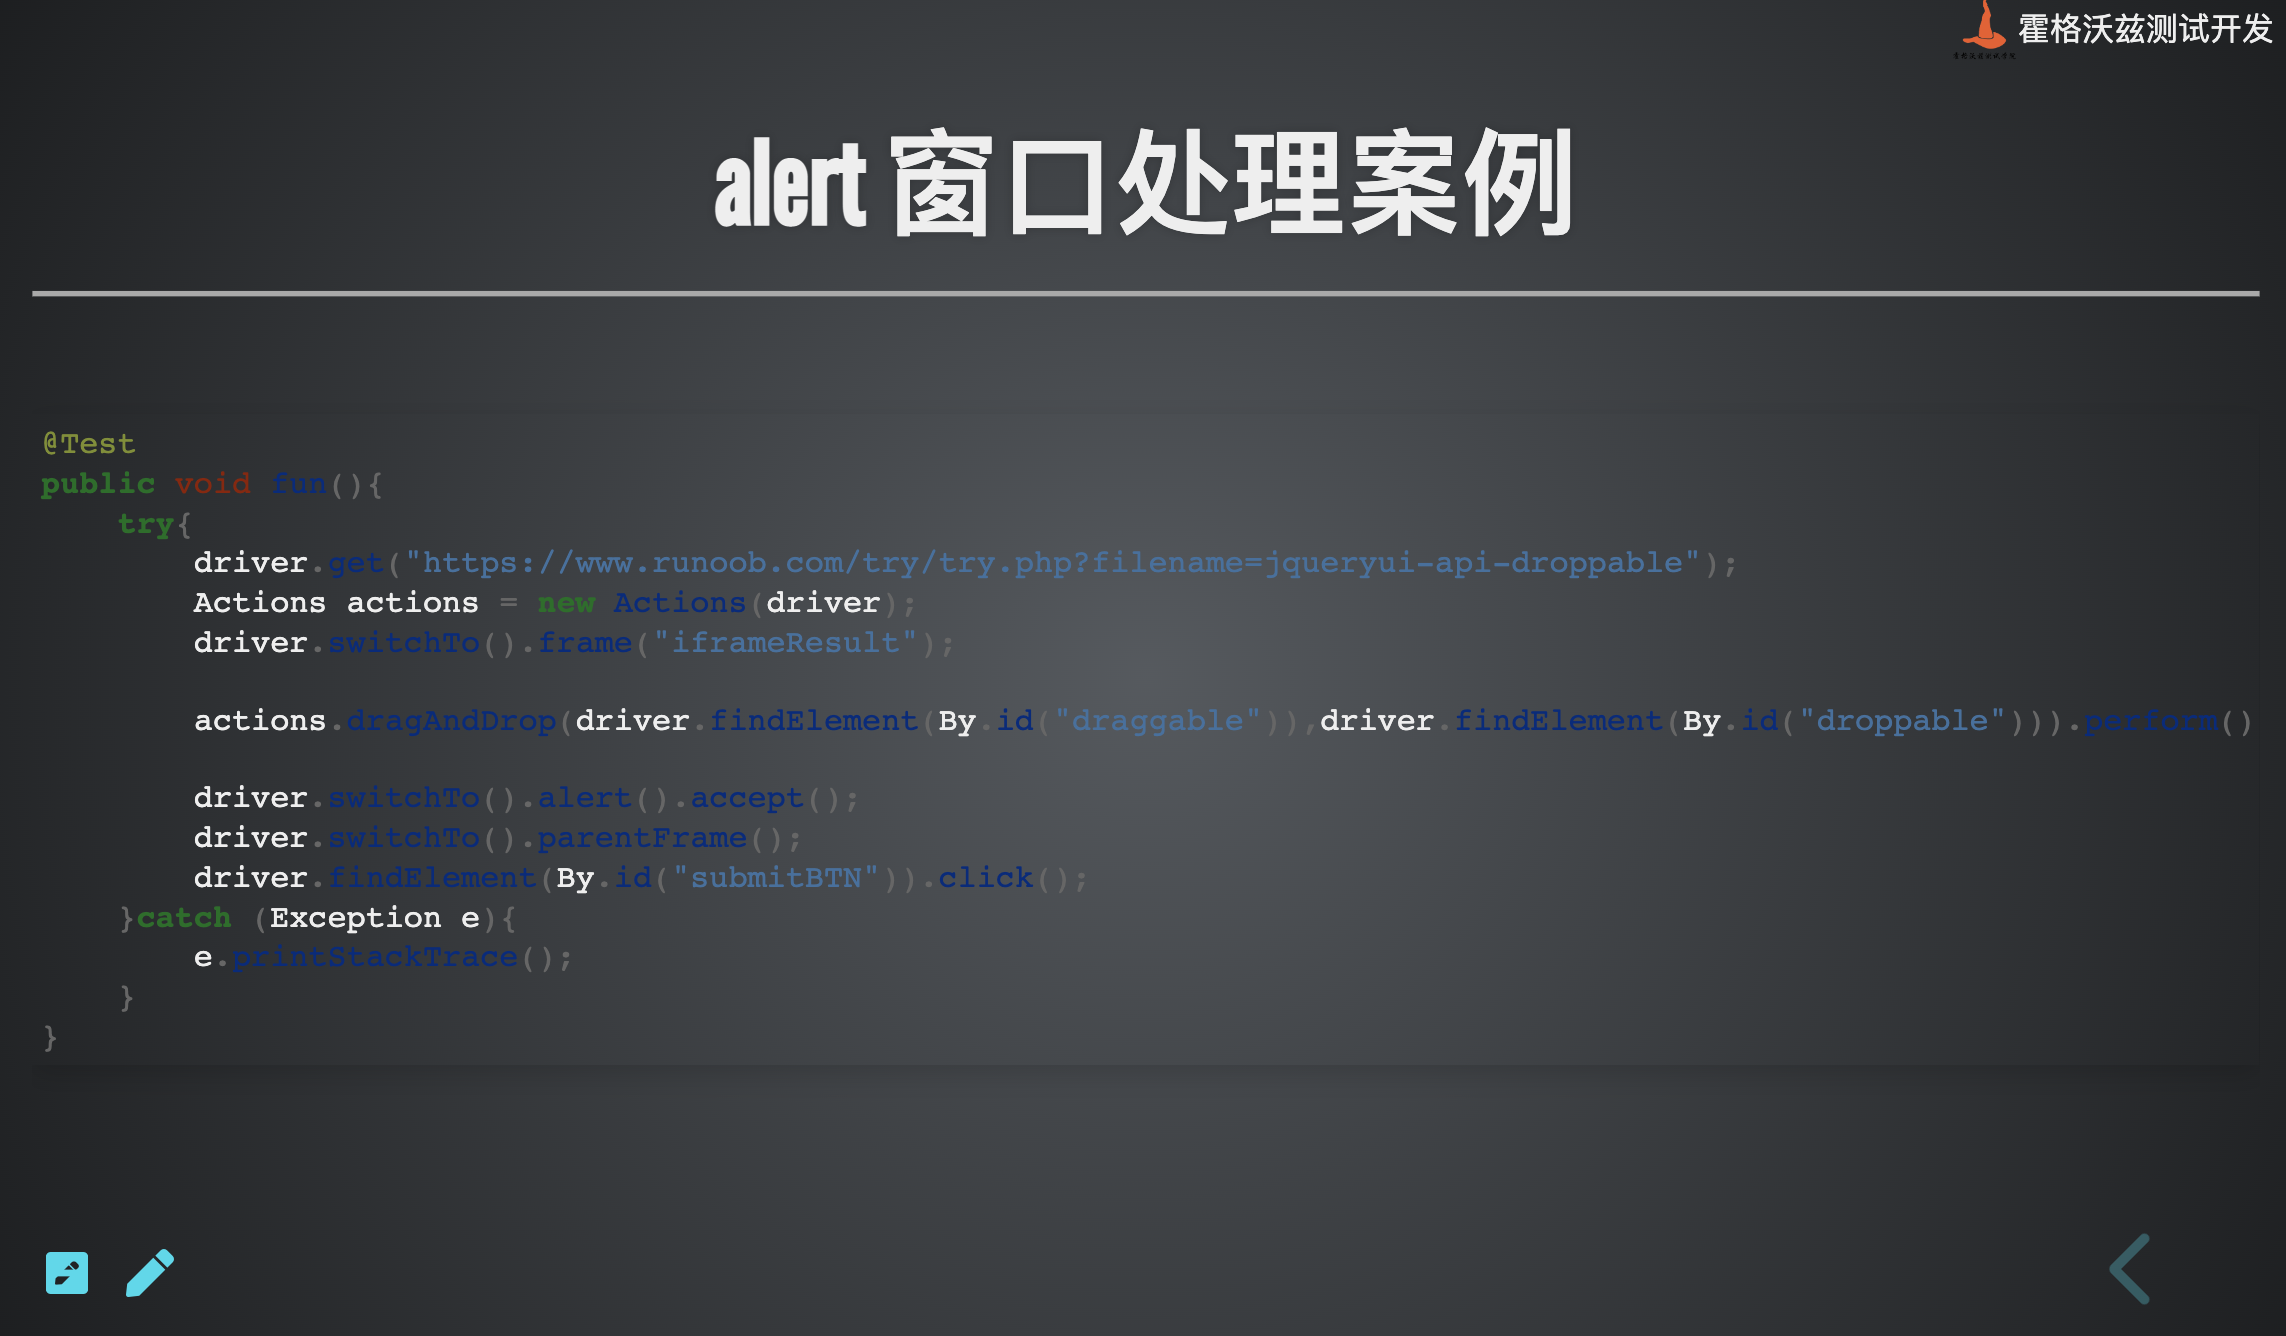 霍格沃兹测试开发
alert 窗口处理案例
@Test
public void fun(){
    try{
        driver.get("https://www.runoob.com/try/try.php?filename=jqueryui-api-droppable");
        Actions actions = new Actions(driver);
        driver.switchTo().frame("iframeResult");
        actions.dragAndDrop(driver.findElement(By.id("draggable")),driver.findElement(By.id("droppable"))).perform()
        driver.switchTo().alert().accept();
        driver.switchTo().parentFrame();
        driver.findElement(By.id("submitBTN")).click();
    }catch (Exception e){
        e.printStackTrace();
    }
}